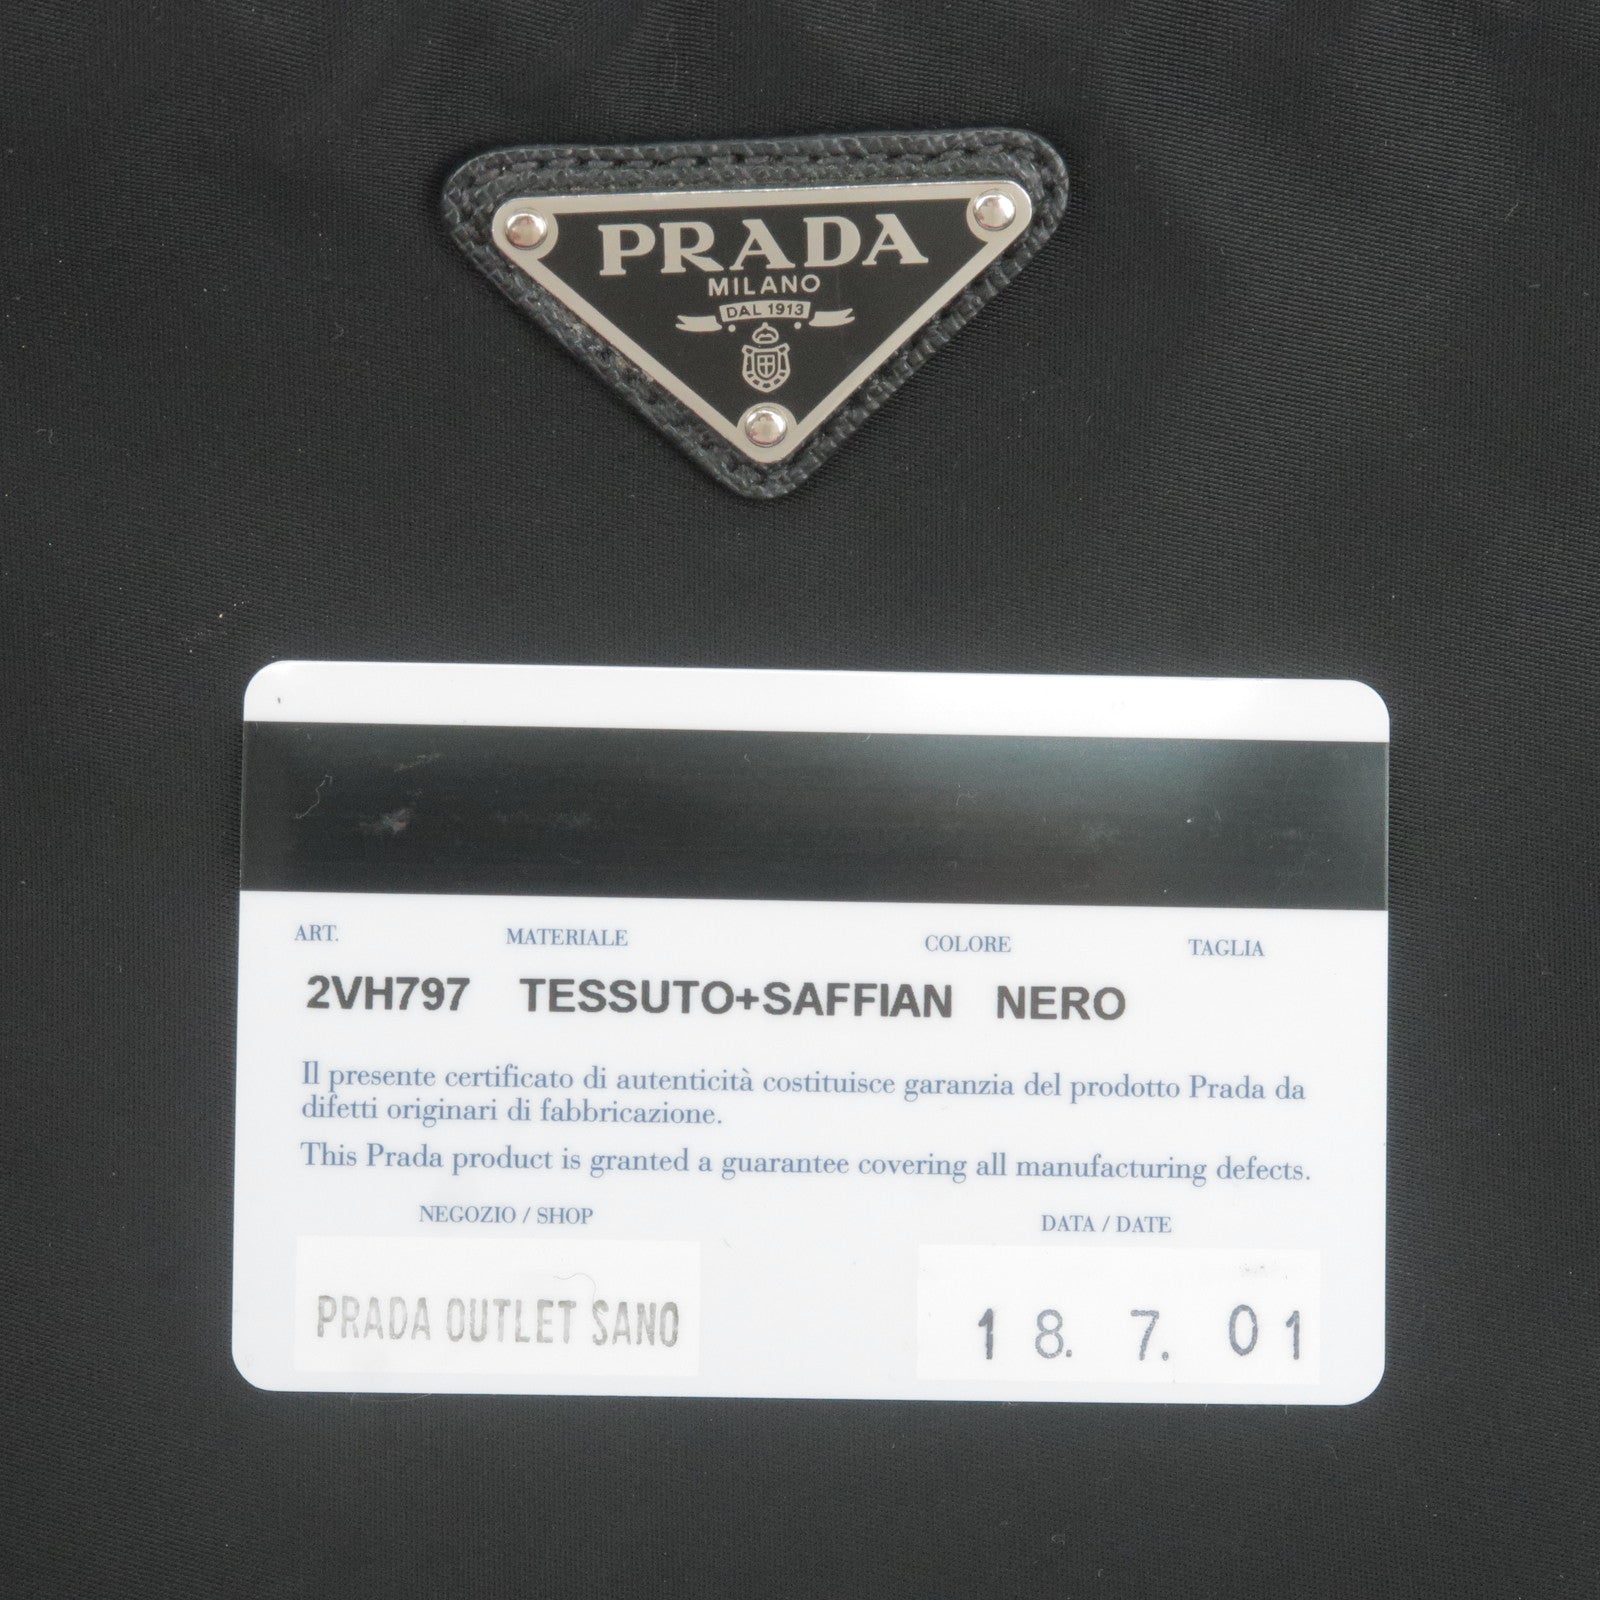 PRADA
MILANO
DAL 1913
ART. MATERIALE COLORE TAGLIA
2VH797 TESSUTO+SAFFIAN NERO
Il presente certificato di autenticità costituisce garanzia del prodotto Prada da
difetti originari di fabbricazione.
This Prada product is granted a guarantee covering all manufacturing defects.
NEGOZIO / SHOP DATA / DATE
PRADA OUTLET SANO 18. 7. 01